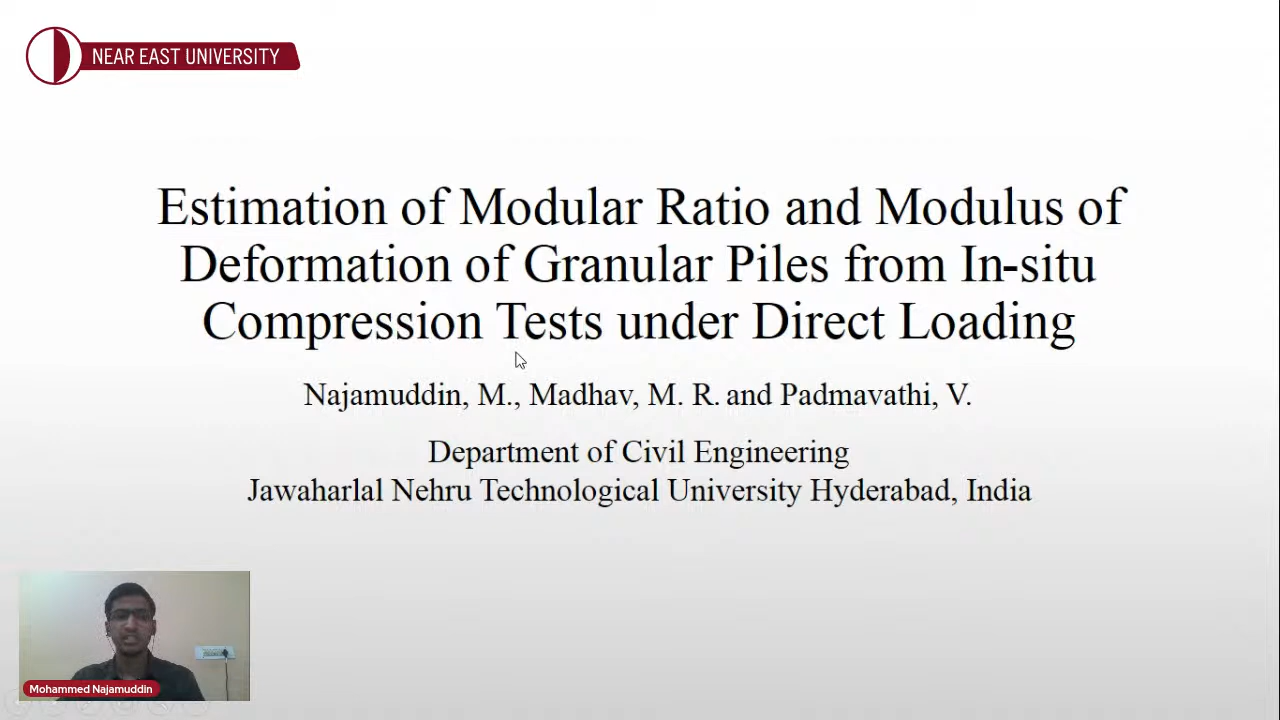 NEAR EAST UNIVERSITY
Estimation of Modular Ratio and Modulus of
Deformation of Granular Piles from In-situ
Compression Tests under Direct Loading
Najamuddin, M., Madhav, M. R. and Padmavathi, V.
Department of Civil Engineering
Jawaharlal Nehru Technological University Hyderabad, India
Mohammed Najamuddin